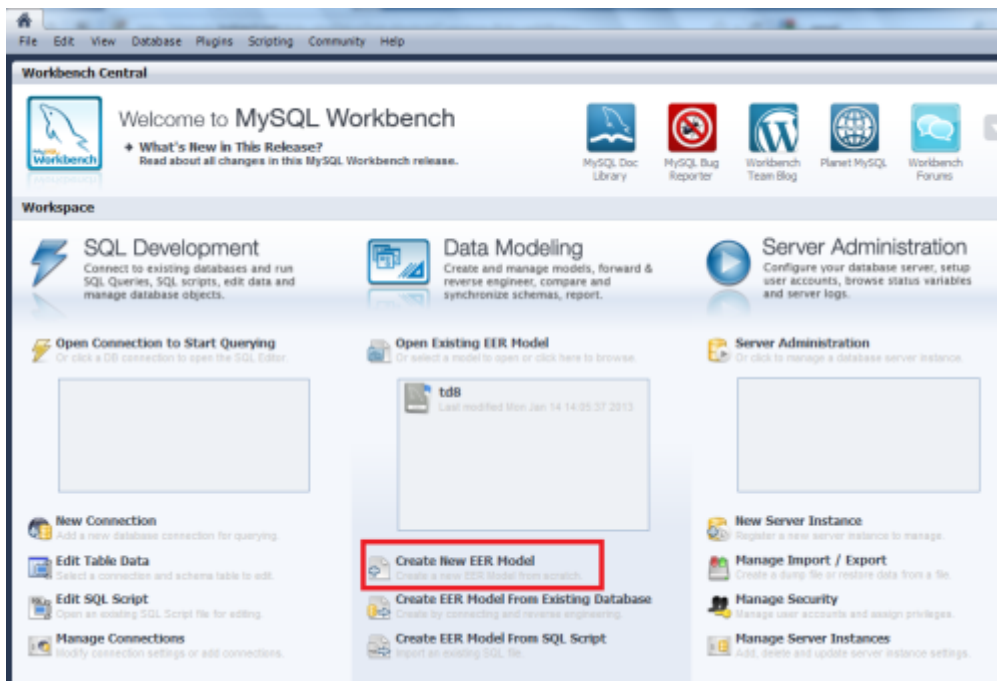 File Edit View Database Plugins Scripting Community Help
Workbench Central
Workbench
Welcome to MySQL Workbench
What's New in This Release?
Read about all changes in this MySQL Workbench release.
MySQL Doc
Library
MySQL Bug
Reporter
Workbench
Team Blog
Planet MySQL
Workbench
Forums
Workspace
SQL Development
Connect to existing databases and run
SQL Queries, SQL scripts, edit data and
manage database objects.
Open Connection to Start Querying
Or click a DB connection to open the SQL Editor.
New Connection
Add a new database connection for querying.
Edit Table Data
Select a connection and schema table to edit.
Edit SQL Script
Open an existing SQL Script file for editing.
Manage Connections
Modify connection settings or add connections.
Data Modeling
Create and manage models, forward &
reverse engineer, compare and
synchronize schemas, report.
Open Existing EER Model
Or select a model to open or click here to browse.
td8
Last modified Mon Jan 14 14:05:37 2013
Create New EER Model
Create a new EER Model from scratch.
Create EER Model From Existing Database
Create by connecting and reverse engineering.
Create EER Model From SQL Script
Import an existing SQL file.
Server Administration
Configure your database server, setup
user accounts, browse status variables
and server logs.
Server Administration
Or click to manage a database server instance.
New Server Instance
Register a new server instance to manage.
Manage Import / Export
Create a dump file or restore data from a file.
Manage Security
Manage user accounts and assign privileges.
Manage Server Instances
Add, delete and update server instance settings.